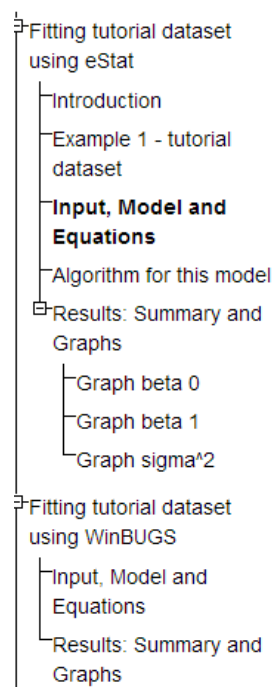 Fitting tutorial dataset
using eStat
Introduction
Example 1 - tutorial
dataset
Input, Model and
Equations
Algorithm for this model
Results: Summary and
Graphs
Graph beta 0
Graph beta 1
Graph sigma^2
Fitting tutorial dataset
using WinBUGS
Input, Model and
Equations
Results: Summary and
Graphs